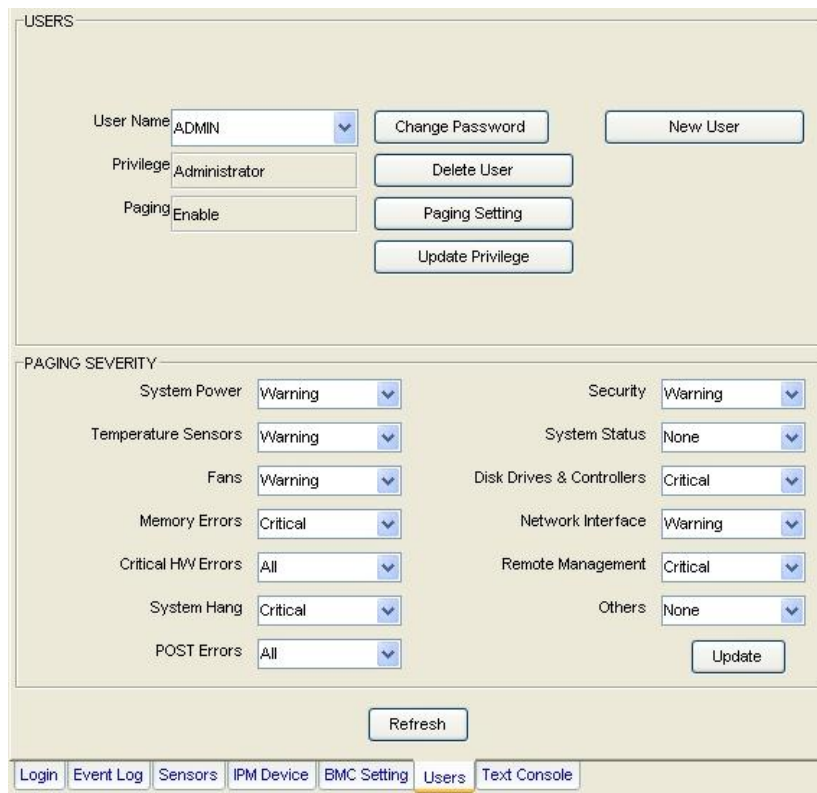 USERS
User Name ADMIN Change Password New User
Privilege Administrator Delete User
Paging Enable Paging Setting
Update Privilege
PAGING SEVERITY
System Power Warning Security Warning
Temperature Sensors Warning System Status None
Fans Warning Disk Drives & Controllers Critical
Memory Errors Critical Network Interface Warning
Critical HW Errors All Remote Management Critical
System Hang Critical Others None
POST Errors All Update
Refresh
Login Event Log Sensors IPM Device BMC Setting Users Text Console